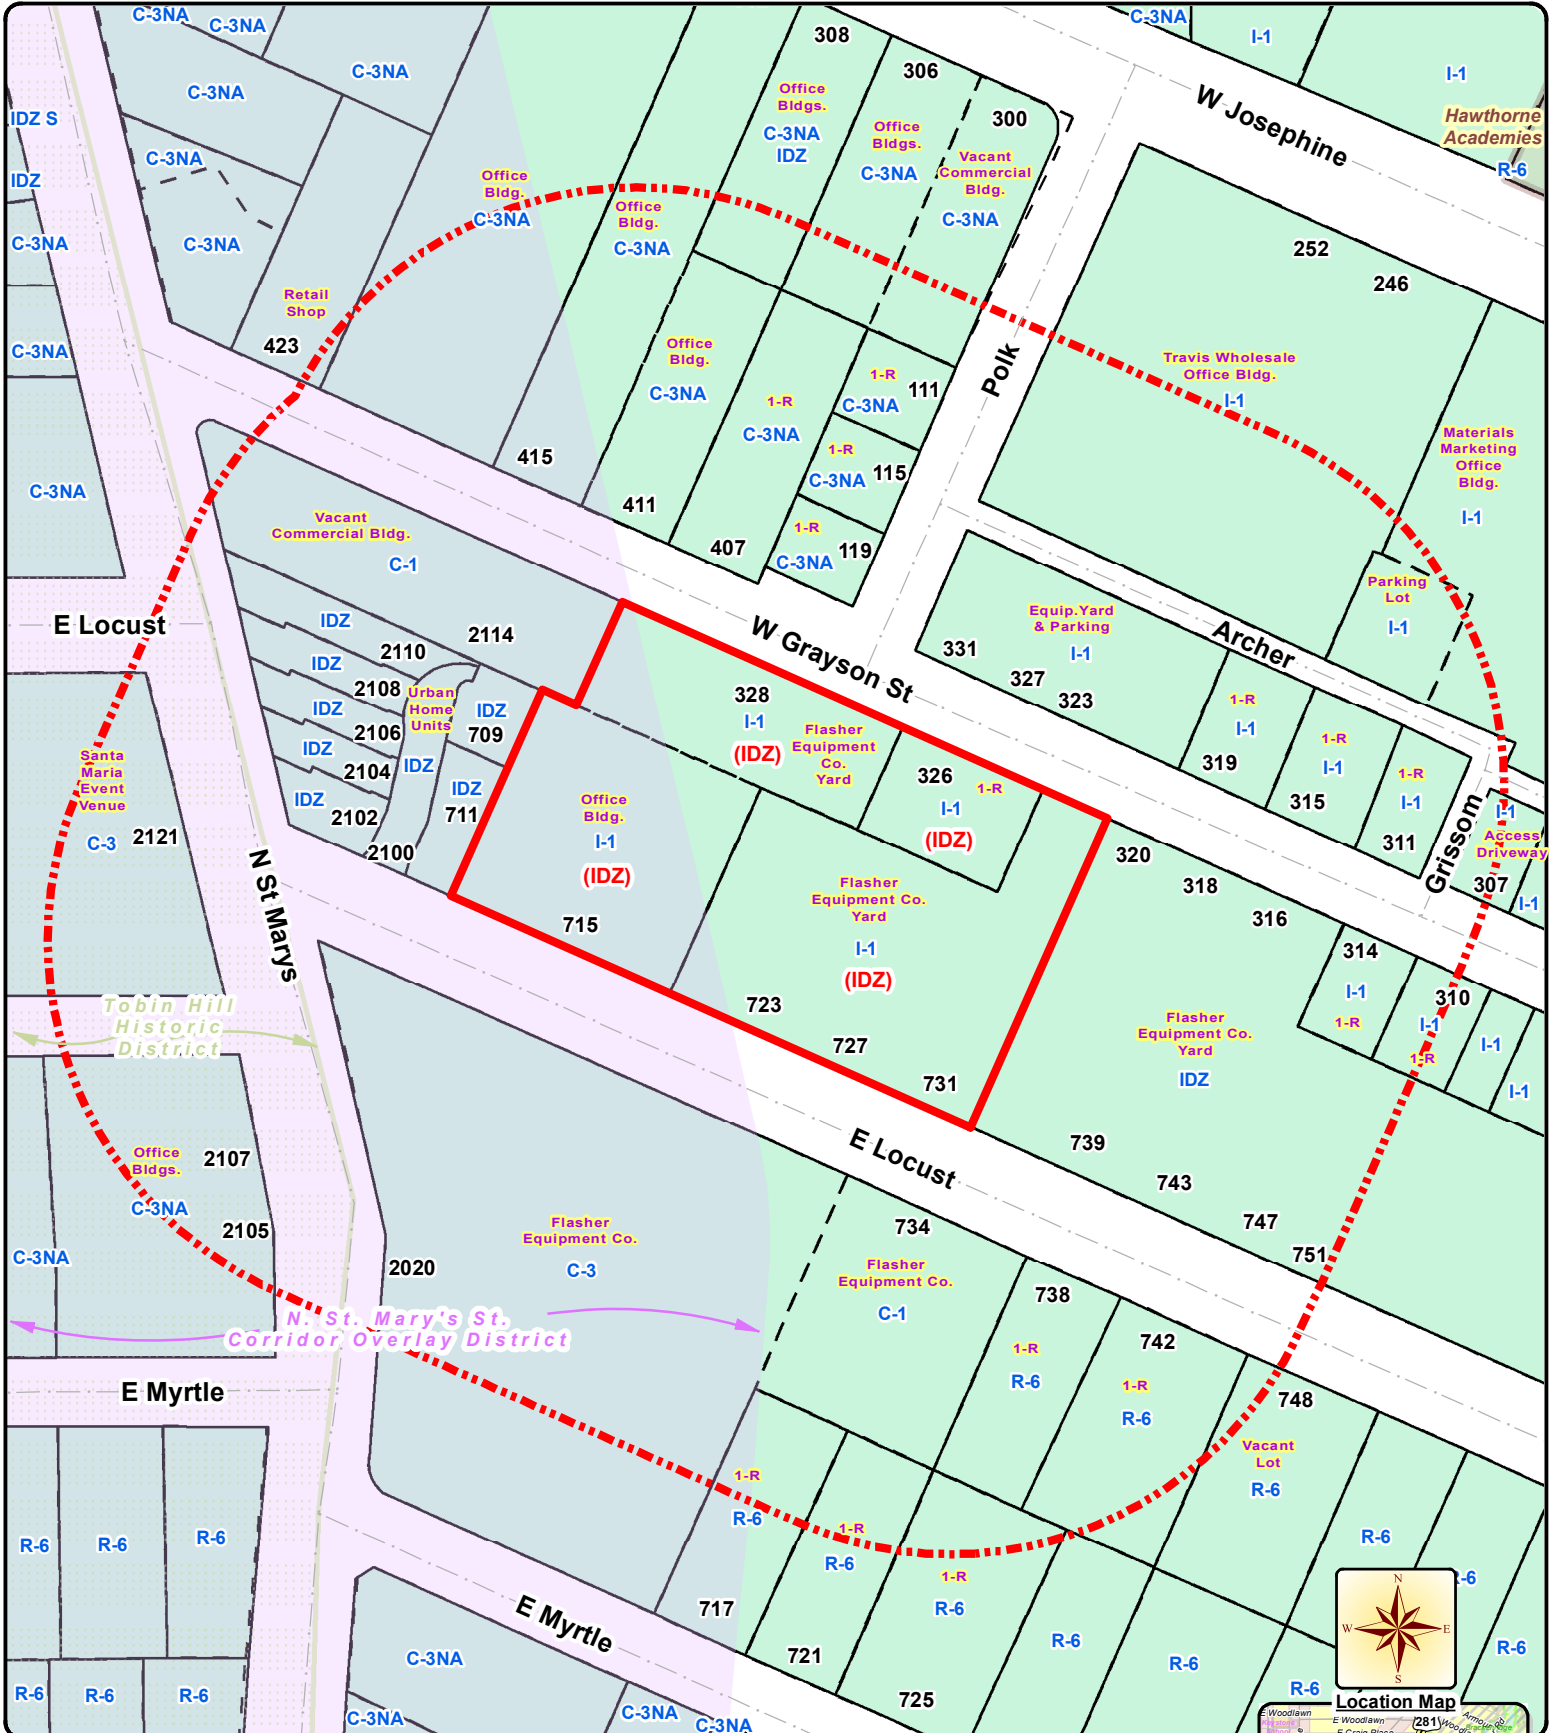 C-3NA
C-3NA
C-3NA
C-3NA
IDZ S
C-3NA
IDZ
C-3NA
C-3NA
C-3NA
C-3NA
Retail
Shop
423
Office
Bldg.
C-3NA
Office
Bldg.
C-3NA
308
Office
Bldgs.
C-3NA
IDZ
306
Office
Bldgs.
C-3NA
300
Vacant
Commercial
Bldg.
C-3NA
C-3NA
I-1
I-1
W Josephine
Hawthorne
Academies
R-6
252
246
Travis Wholesale
Office Bldg.
I-1
Materials
Marketing
Office
Bldg.
I-1
Parking
Lot
I-1
Polk
Office
Bldg.
C-3NA
1-R
C-3NA
1-R
111
C-3NA
1-R
115
C-3NA
1-R
119
C-3NA
415
411
407
Vacant
Commercial Bldg.
C-1
E Locust
IDZ
2114
2110
IDZ
2108
IDZ
2106
IDZ
2104
IDZ
2102
2100
Urban
Home
Units
IDZ
IDZ
709
IDZ
711
W Grayson St
Equip.Yard
& Parking
I-1
331
327
323
Archer
1-R
I-1
319
1-R
I-1
315
1-R
I-1
311
Grissom
I-1
Access
Driveway
307
I-1
328
I-1
(IDZ)
Flasher
Equipment
Co.
Yard
326
1-R
I-1
(IDZ)
Office
Bldg.
I-1
(IDZ)
715
Flasher
Equipment Co.
Yard
I-1
(IDZ)
723
727
731
320
318
316
314
I-1
1-R
310
I-1
1-R
I-1
I-1
Flasher
Equipment Co.
Yard
IDZ
739
743
747
751
Santa
Maria
Event
Venue
C-3
2121
N St Marys
Tobin Hill
Historic
District
Office
Bldgs.
2107
C-3NA
2105
C-3NA
2020
Flasher
Equipment Co.
C-3
N. St. Mary's St.
Corridor Overlay District
E Locust
734
Flasher
Equipment Co.
C-1
738
1-R
R-6
742
1-R
R-6
748
Vacant
Lot
R-6
E Myrtle
R-6
R-6
R-6
R-6
R-6
R-6
E Myrtle
C-3NA
C-3NA
C-3NA
C-3NA
1-R
R-6
717
1-R
R-6
721
1-R
R-6
725
R-6
R-6
R-6
R-6
R-6
N
W
E
S
Location Map
E Woodlawn
E Woodlawn
281
E Craig Place